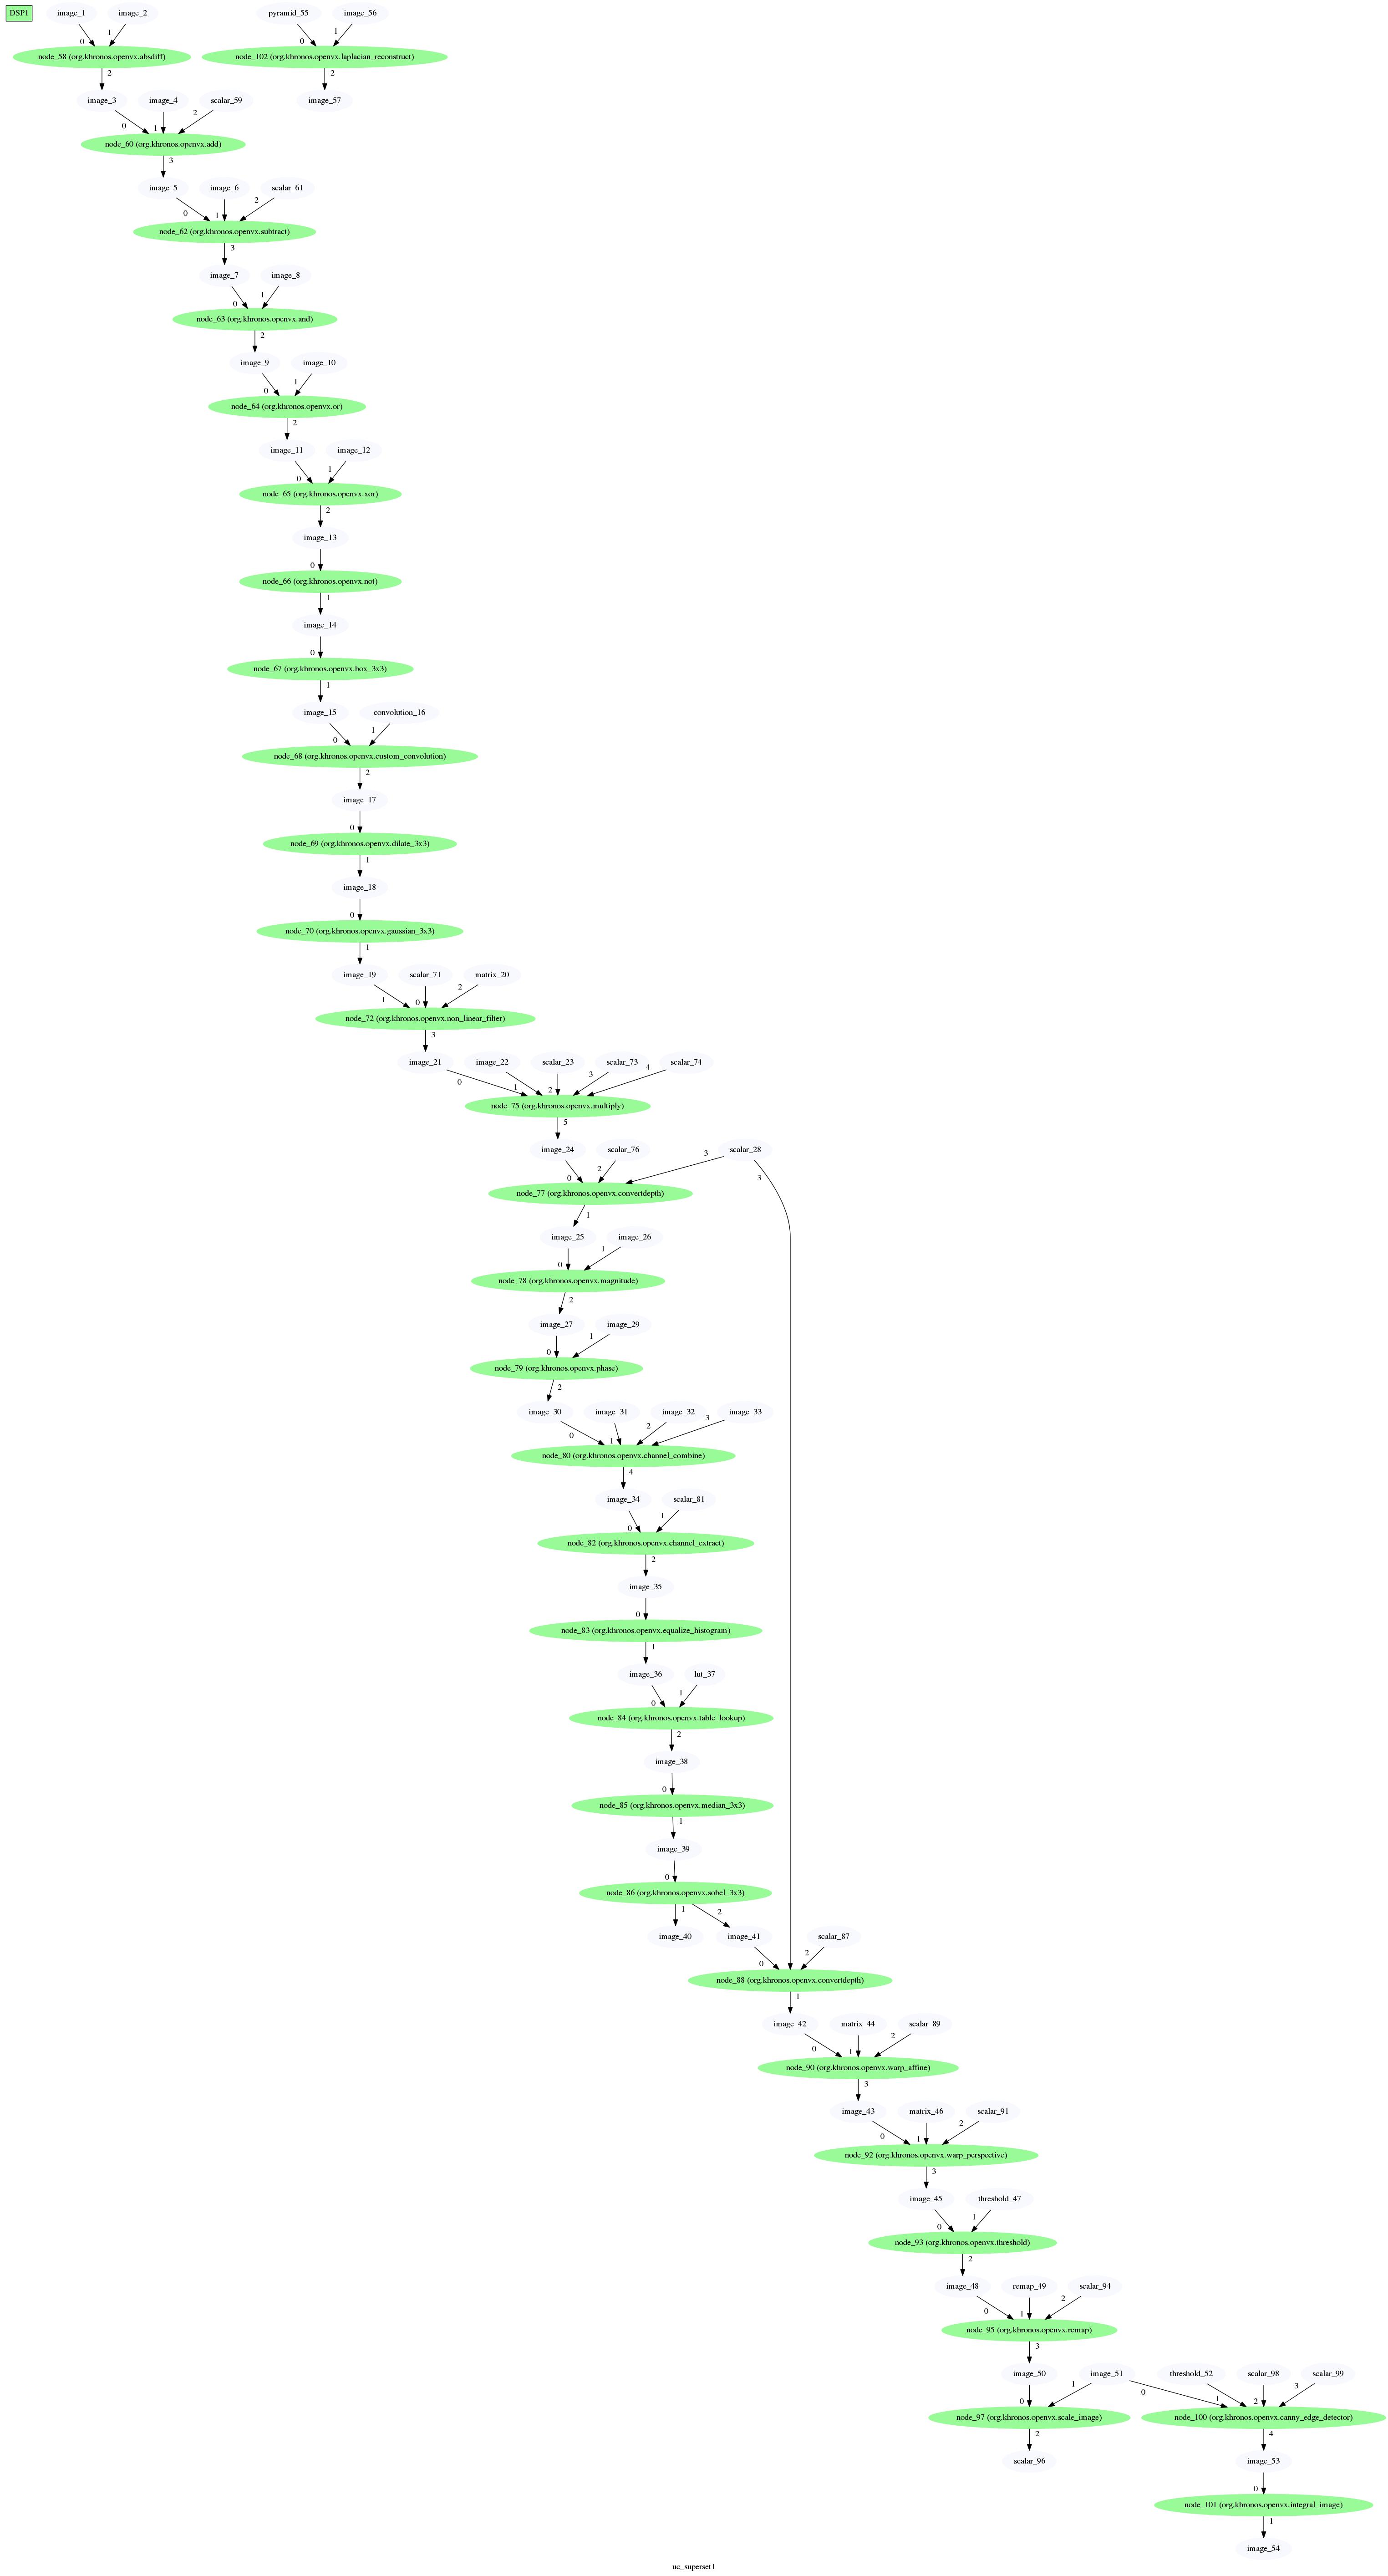 DSP1 image_1 image_2 pyramid_55 image_56
0 1 0 1
node_58 (org.khronos.openvx.absdiff) node_102 (org.khronos.openvx.laplacian_reconstruct)
2 2
image_3 image_4 scalar_59 image_57
0 1 2
node_60 (org.khronos.openvx.add)
3
image_5 image_6 scalar_61
0 1 2
node_62 (org.khronos.openvx.subtract)
3
image_7 image_8
0 1
node_63 (org.khronos.openvx.and)
2
image_9 image_10
0 1
node_64 (org.khronos.openvx.or)
2
image_11 image_12
0 1
node_65 (org.khronos.openvx.xor)
2
image_13
0
node_66 (org.khronos.openvx.not)
1
image_14
0
node_67 (org.khronos.openvx.box_3x3)
1
image_15 convolution_16
0 1
node_68 (org.khronos.openvx.custom_convolution)
2
image_17
0
node_69 (org.khronos.openvx.dilate_3x3)
1
image_18
0
node_70 (org.khronos.openvx.gaussian_3x3)
1
image_19 scalar_71 matrix_20
1 0 2
node_72 (org.khronos.openvx.non_linear_filter)
3
image_21 image_22 scalar_23 scalar_73 scalar_74
0 1 2 3 4
node_75 (org.khronos.openvx.multiply)
5
image_24 scalar_76 scalar_28
0 2 3 3
node_77 (org.khronos.openvx.convertdepth)
1
image_25 image_26
0 1
node_78 (org.khronos.openvx.magnitude)
2
image_27 image_29
0 1
node_79 (org.khronos.openvx.phase)
2
image_30 image_31 image_32 image_33
0 1 2 3
node_80 (org.khronos.openvx.channel_combine)
4
image_34 scalar_81
0 1
node_82 (org.khronos.openvx.channel_extract)
2
image_35
0
node_83 (org.khronos.openvx.equalize_histogram)
1
image_36 lut_37
0 1
node_84 (org.khronos.openvx.table_lookup)
2
image_38
0
node_85 (org.khronos.openvx.median_3x3)
1
image_39
0
node_86 (org.khronos.openvx.sobel_3x3)
1 2
image_40 image_41 scalar_87
0 2
node_88 (org.khronos.openvx.convertdepth)
1
image_42 matrix_44 scalar_89
0 1 2
node_90 (org.khronos.openvx.warp_affine)
3
image_43 matrix_46 scalar_91
0 1 2
node_92 (org.khronos.openvx.warp_perspective)
3
image_45 threshold_47
0 1
node_93 (org.khronos.openvx.threshold)
2
image_48 remap_49 scalar_94
0 1 2
node_95 (org.khronos.openvx.remap)
3
image_50 image_51 threshold_52 scalar_98 scalar_99
0 1 0 1 2 3
node_97 (org.khronos.openvx.scale_image) node_100 (org.khronos.openvx.canny_edge_detector)
2 4
scalar_96 image_53
0
node_101 (org.khronos.openvx.integral_image)
1
image_54
uc_superset1